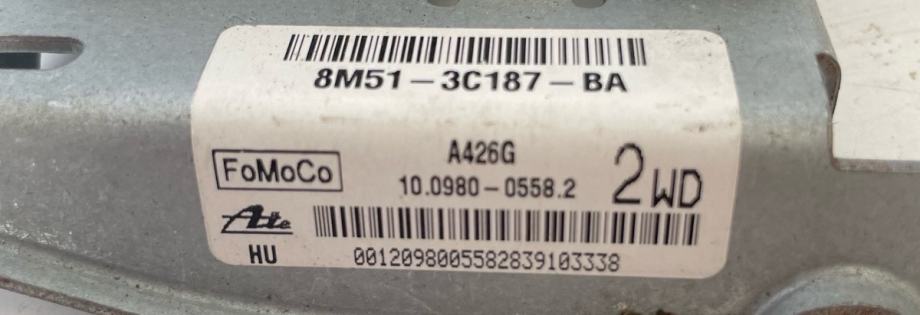 8M51-3C187-BA
A426G
FoMoCo
10.0980-0558.2
2WD
Ate
HU
0012098005582839103338